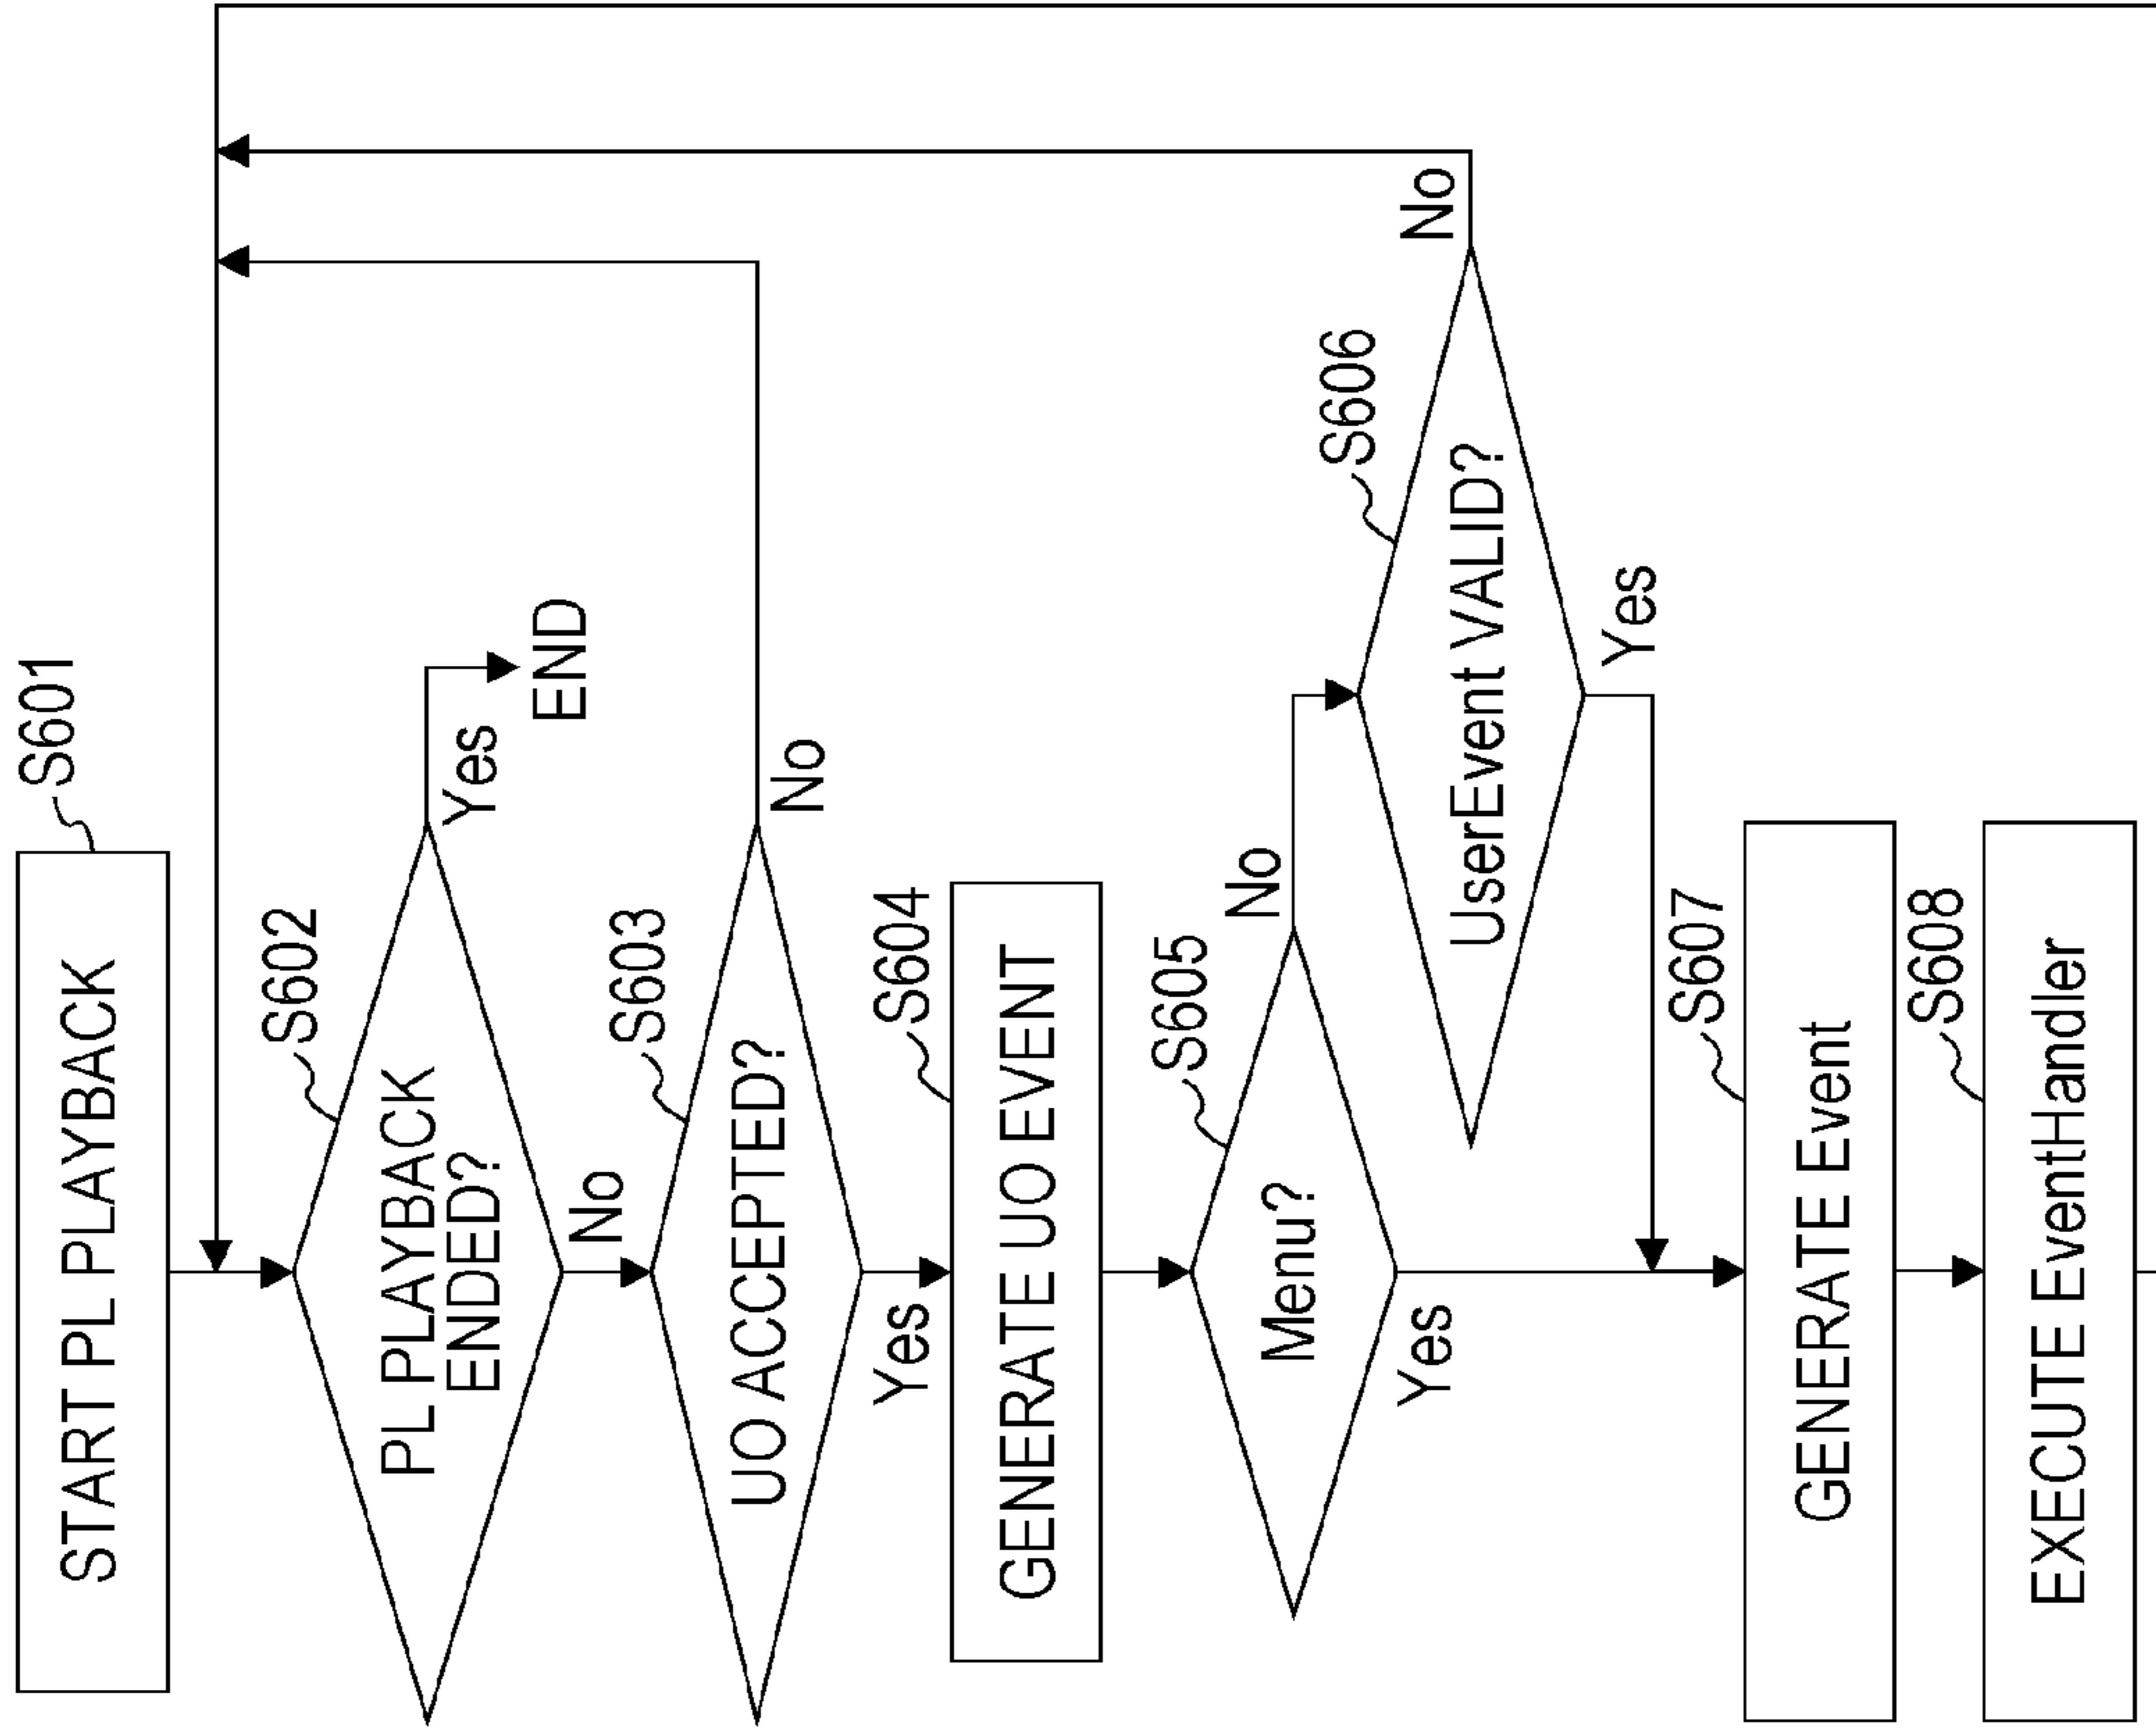 START PL PLAYBACK
S601
PL PLAYBACK
ENDED?
S602
Yes
END
No
UO ACCEPTED?
S603
No
Yes
GENERATE UO EVENT
S604
Menu?
S605
No
Yes
UserEvent VALID?
S606
No
Yes
GENERATE Event
S607
EXECUTE EventHandler
S608